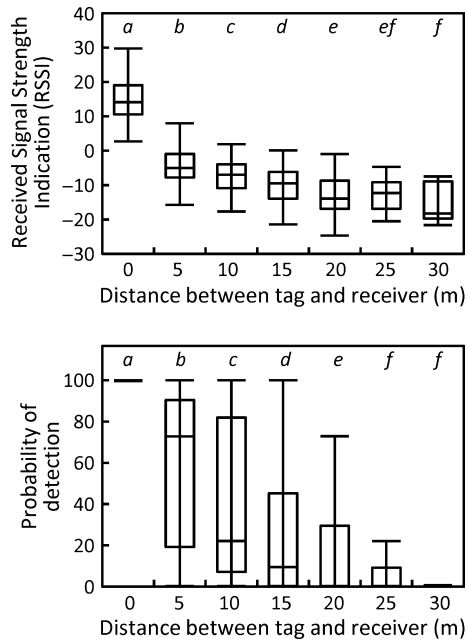 Received Signal Strength
Indication (RSSI)
40
30
20
10
0
−10
−20
−30
a b c d e ef f
0 5 10 15 20 25 30
Distance between tag and receiver (m)
Probability of
detection
100
80
60
40
20
0
a b c d e f f
0 5 10 15 20 25 30
Distance between tag and receiver (m)